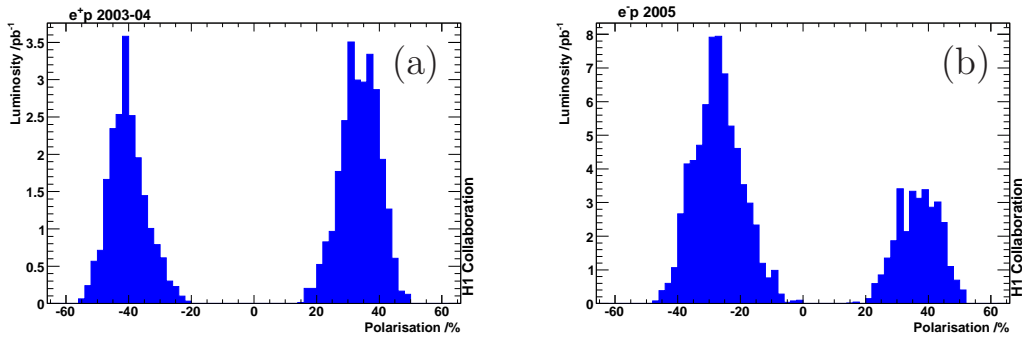 e⁺p 2003-04
(a)
Luminosity /pb⁻¹
3.5
3
2.5
2
1.5
1
0.5
0
-60 -40 -20 0 20 40 60
Polarisation /%
H1 Collaboration
e⁻p 2005
(b)
Luminosity /pb⁻¹
8
7
6
5
4
3
2
1
0
-60 -40 -20 0 20 40 60
Polarisation /%
H1 Collaboration